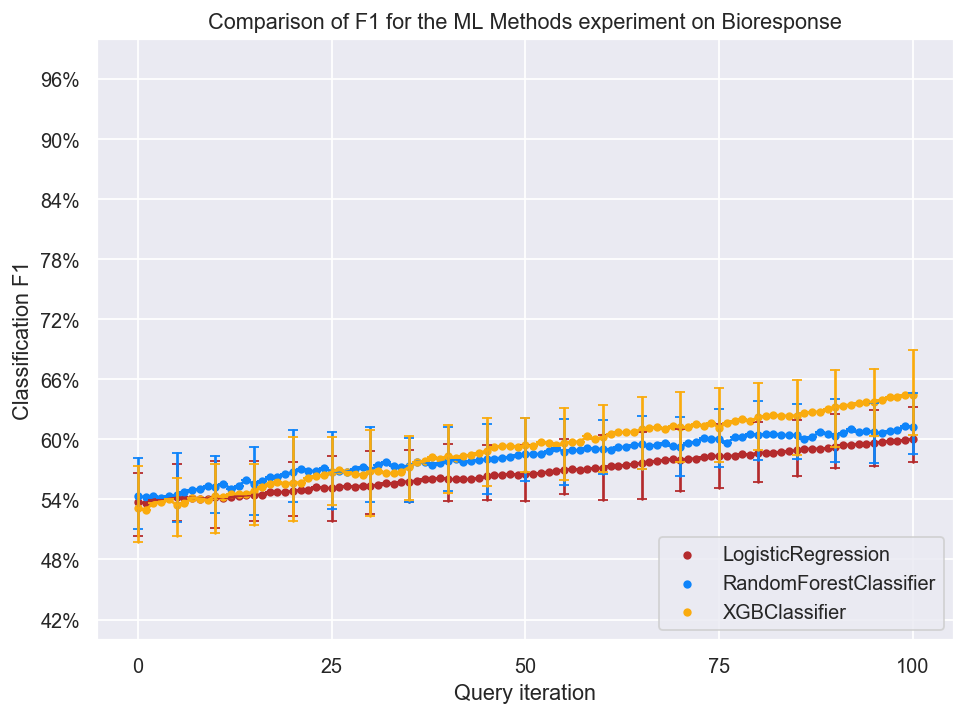 Comparison of F1 for the ML Methods experiment on Bioresponse
Classification F1
96%
90%
84%
78%
72%
66%
60%
54%
48%
42%
LogisticRegression
RandomForestClassifier
XGBClassifier
0 25 50 75 100
Query iteration